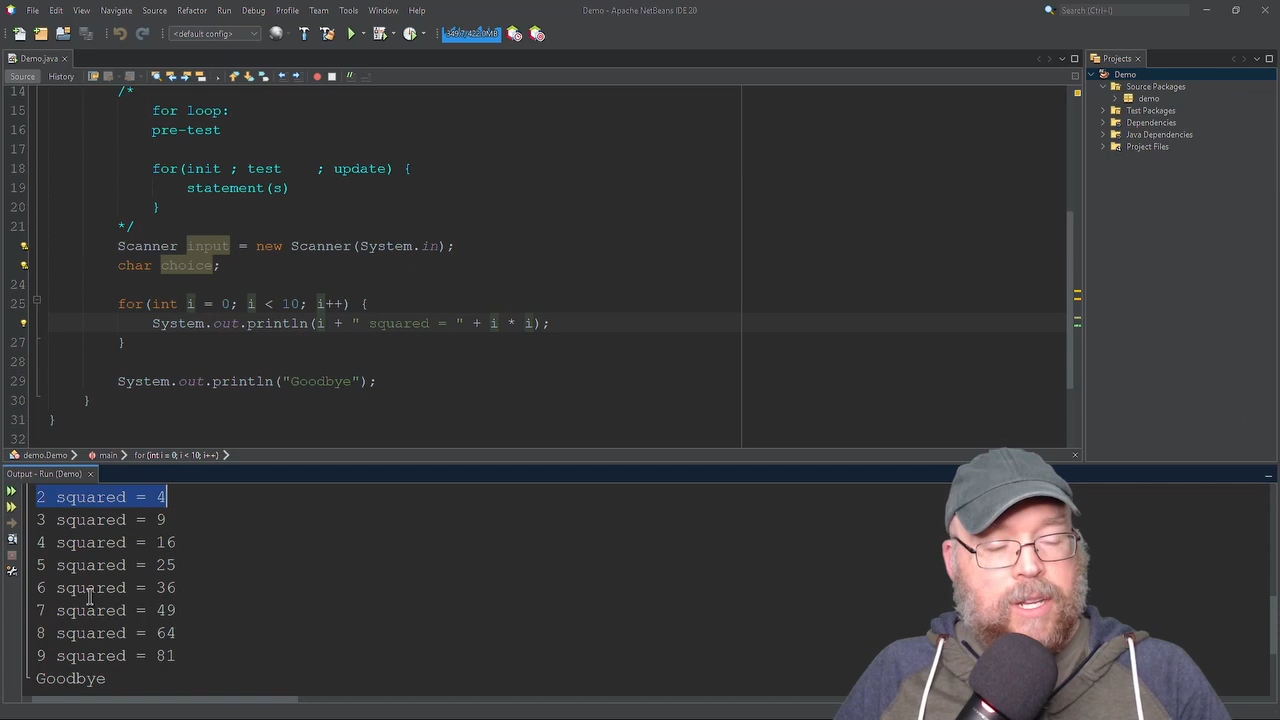 File Edit View Navigate Source Refactor Run Debug Profile Team Tools Window Help
Demo - Apache NetBeans IDE 20
Search (Ctrl+I)
<default config>
349.7/422.0MB
Demo.java
Projects
Source History
Demo
Source Packages
demo
Test Packages
Dependencies
Java Dependencies
Project Files
14 /*
15 for loop:
16 pre-test
17
18 for(init ; test ; update) {
19 statement(s)
20 }
21 */
Scanner input = new Scanner(System.in);
char choice;
24
25 for(int i = 0; i < 10; i++) {
System.out.println(i + " squared = " + i * i);
27 }
28
29 System.out.println("Goodbye");
30 }
31 }
32
demo.Demo main for (int i = 0; i < 10; i++)
Output - Run (Demo)
2 squared = 4
3 squared = 9
4 squared = 16
5 squared = 25
6 squared = 36
7 squared = 49
8 squared = 64
9 squared = 81
Goodbye